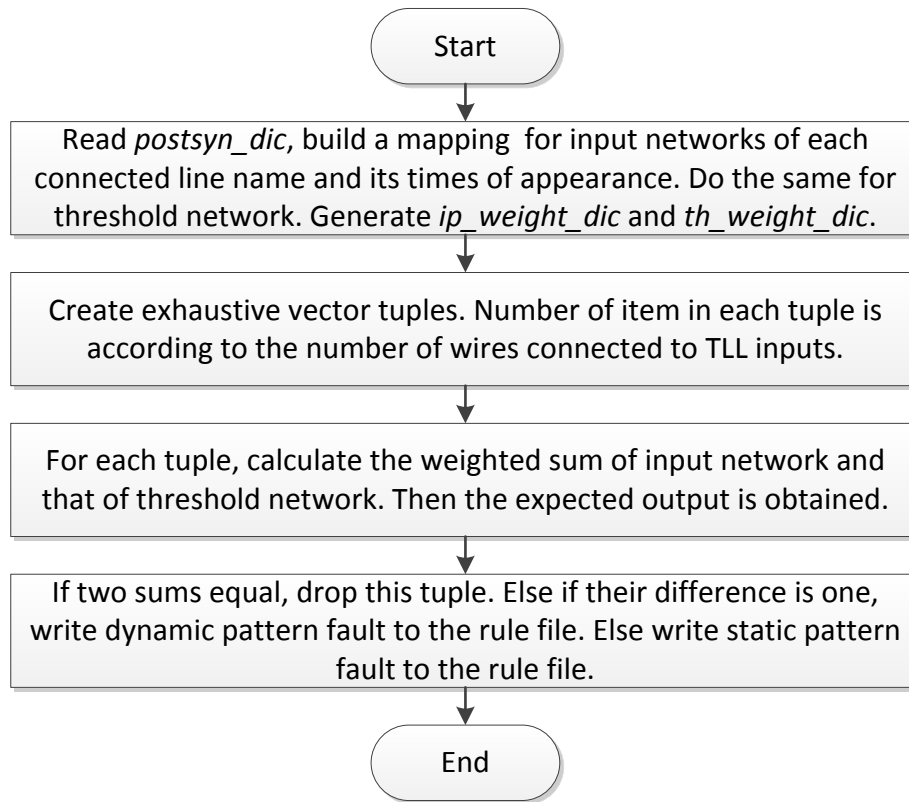 Start
Read postsyn_dic, build a mapping  for input networks of each
connected line name and its times of appearance. Do the same for
threshold network. Generate ip_weight_dic and th_weight_dic.
Create exhaustive vector tuples. Number of item in each tuple is
according to the number of wires connected to TLL inputs.
For each tuple, calculate the weighted sum of input network and
that of threshold network. Then the expected output is obtained.
If two sums equal, drop this tuple. Else if their difference is one,
write dynamic pattern fault to the rule file. Else write static pattern
fault to the rule file.
End